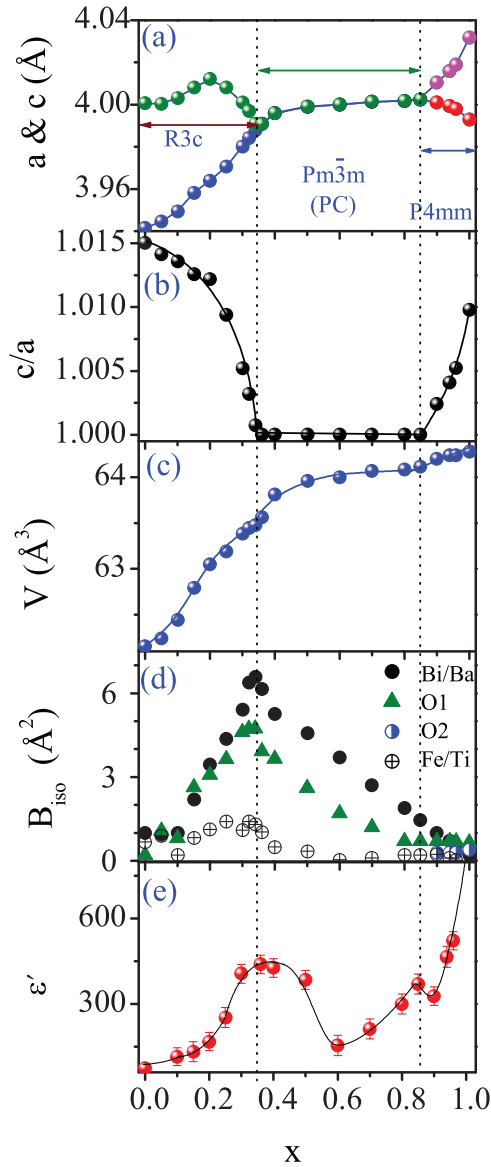 4.04
(a)
4.00
R3c
3.96
Pm3̄m
(PC)
P4mm
a & c (Å)
1.015
(b)
1.010
1.005
1.000
c/a
(c)
64
63
V (Å³)
(d)
Bi/Ba
O1
O2
Fe/Ti
6
3
0
B_iso (Å²)
(e)
600
300
ε′
0.0 0.2 0.4 0.6 0.8 1.0
x